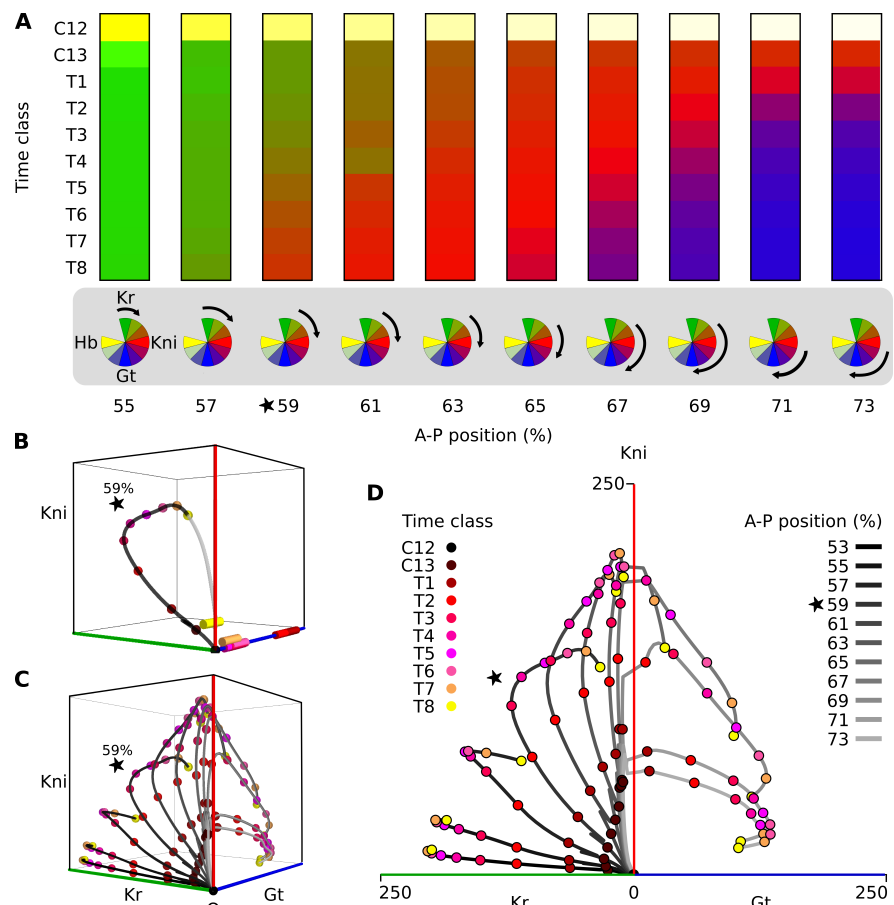 A
Time class
C12
C13
T1
T2
T3
T4
T5
T6
T7
T8
Kr
Hb
Kni
Gt
55 57 59 61 63 65 67 69 71 73
A-P position (%)
B
59%
Kni
C
59%
Kni
Kr
Gt
D
Kni
250
Time class
C12
C13
T1
T2
T3
T4
T5
T6
T7
T8
A-P position (%)
53
55
57
59
61
63
65
67
69
71
73
250 0 250
Kr Gt